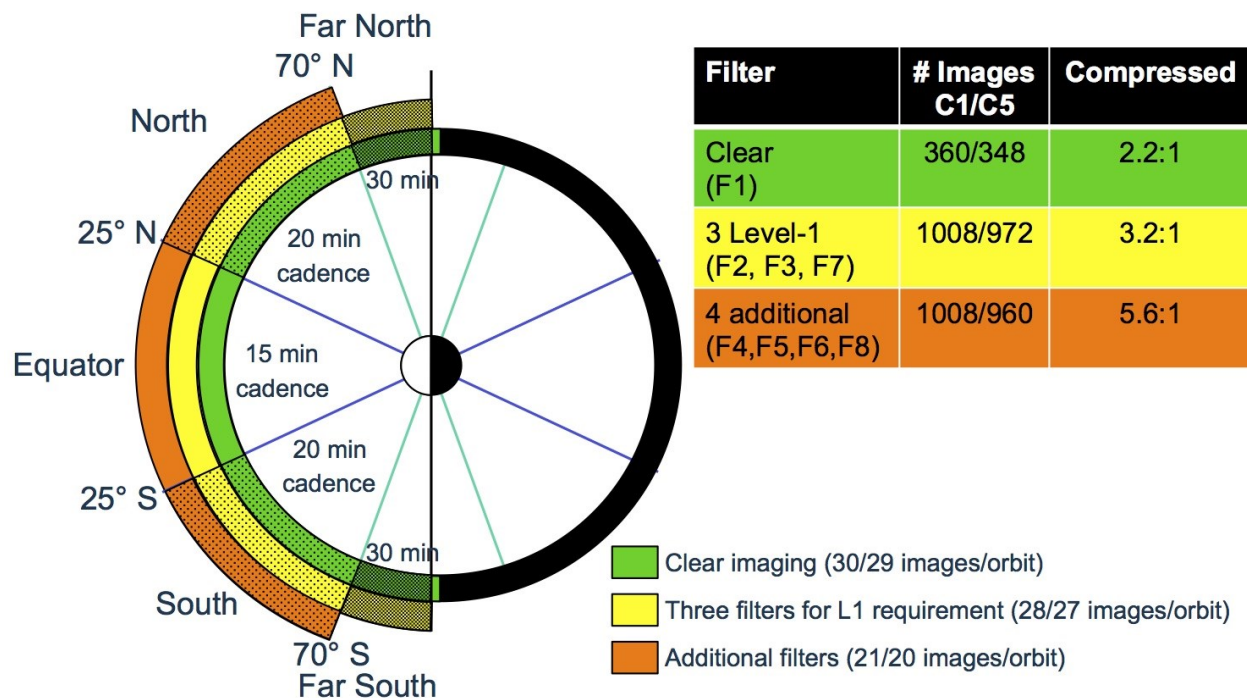 Far North
70° N
North
30 min
25° N
20 min
cadence
Equator
15 min
cadence
20 min
cadence
25° S
30 min
South
70° S
Far South
Filter
# Images
C1/C5
Compressed
Clear
(F1)
360/348
2.2:1
3 Level-1
(F2, F3, F7)
1008/972
3.2:1
4 additional
(F4,F5,F6,F8)
1008/960
5.6:1
Clear imaging (30/29 images/orbit)
Three filters for L1 requirement (28/27 images/orbit)
Additional filters (21/20 images/orbit)